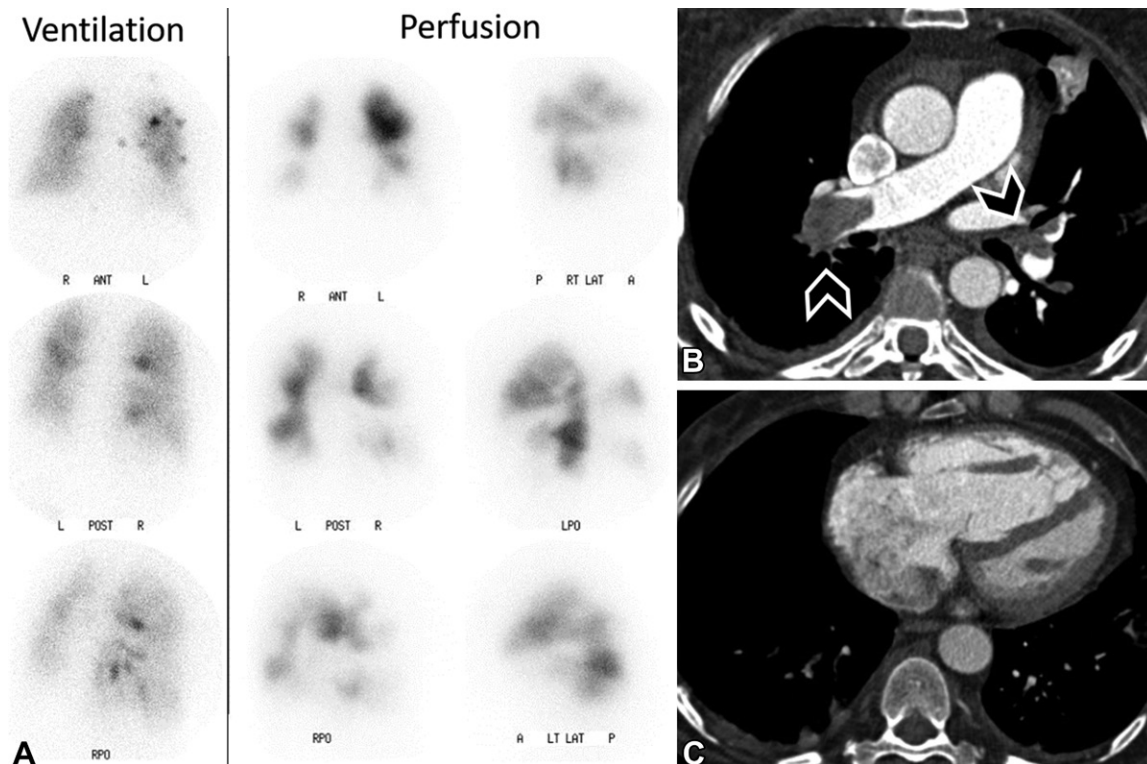 Ventilation
Perfusion
R ANT L
R ANT L
P RT LAT A
L POST R
L POST R
LPO
RPO
RPO
A LT LAT P
A
B
C